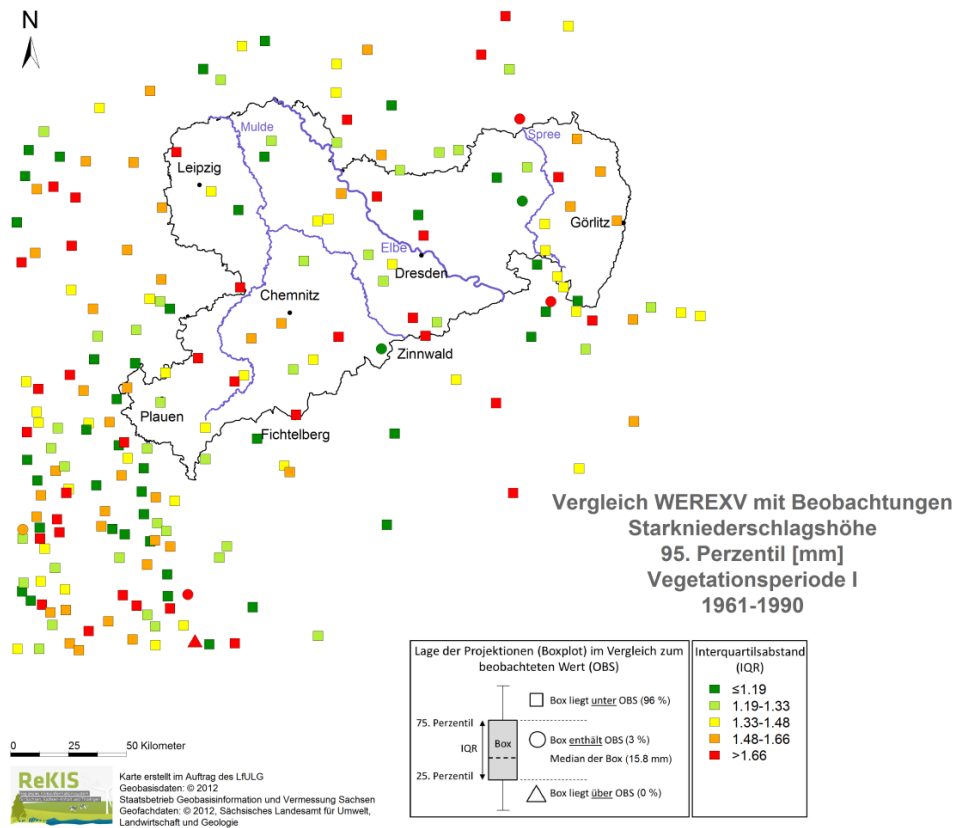 N
Mulde
Spree
Leipzig
Görlitz
Elbe
Dresden
Chemnitz
Zinnwald
Plauen
Fichtelberg
Vergleich WEREXV mit Beobachtungen
Starkniederschlagshöhe
95. Perzentil [mm]
Vegetationsperiode I
1961-1990
Lage der Projektionen (Boxplot) im Vergleich zum
beobachteten Wert (OBS)
Box liegt unter OBS (96 %)
75. Perzentil
IQR
Box
Box enthält OBS (3 %)
Median der Box (15.8 mm)
25. Perzentil
Box liegt über OBS (0 %)
Interquartilsabstand
(IQR)
≤1.19
1.19-1.33
1.33-1.48
1.48-1.66
>1.66
0 25 50 Kilometer
ReKIS
Karte erstellt im Auftrag des LfULG
Geobasisdaten: © 2012
Staatsbetrieb Geobasisinformation und Vermessung Sachsen
Geofachdaten: © 2012, Sächsisches Landesamt für Umwelt,
Landwirtschaft und Geologie